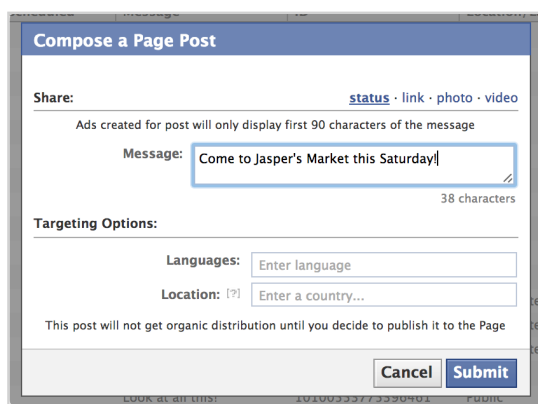 Compose a Page Post
Share: status · link · photo · video
Ads created for post will only display first 90 characters of the message
Message: Come to Jasper's Market this Saturday!
38 characters
Targeting Options:
Languages: Enter language
Location: [?] Enter a country...
This post will not get organic distribution until you decide to publish it to the Page
Cancel Submit
Look at all this! Public